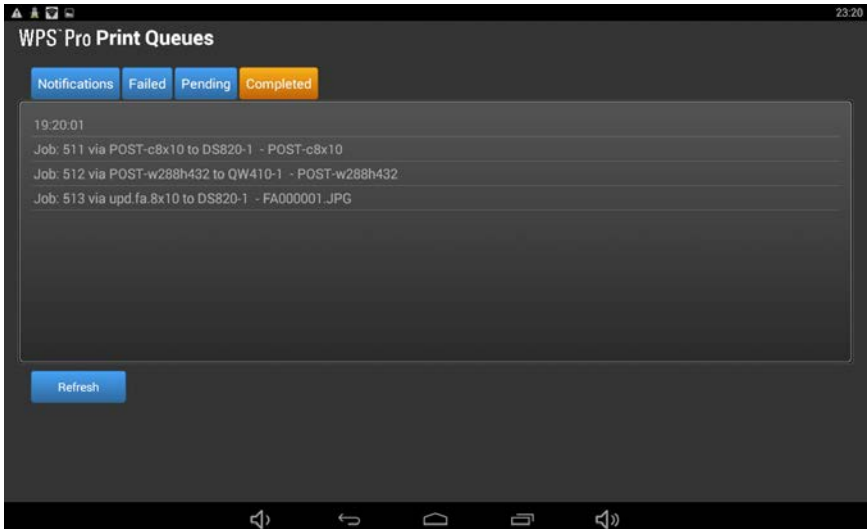 23:20
WPS Pro Print Queues
Notifications Failed Pending Completed
19:20:01
Job: 511 via POST-c8x10 to DS820-1 - POST-c8x10
Job: 512 via POST-w288h432 to QW410-1 - POST-w288h432
Job: 513 via upd.fa.8x10 to DS820-1 - FA000001.JPG
Refresh